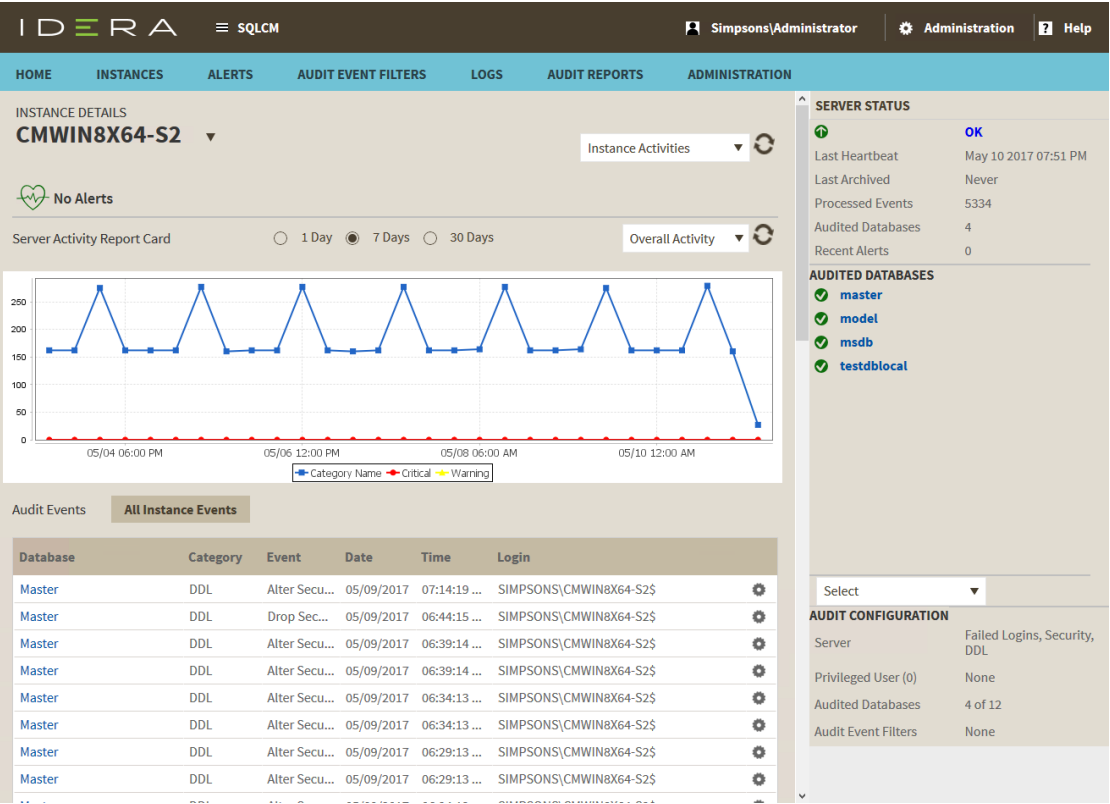 IDERA
SQLCM
Simpsons\Administrator
Administration
? Help
HOME INSTANCES ALERTS AUDIT EVENT FILTERS LOGS AUDIT REPORTS ADMINISTRATION
INSTANCE DETAILS
CMWIN8X64-S2
Instance Activities
No Alerts
Server Activity Report Card
1 Day 7 Days 30 Days
Overall Activity
250
200
150
100
50
0
05/04 06:00 PM 05/06 12:00 PM 05/08 06:00 AM 05/10 12:00 AM
Category Name Critical Warning
Audit Events All Instance Events
Database Category Event Date Time Login
Master DDL Alter Secu... 05/09/2017 07:14:19 ... SIMPSONS\CMWIN8X64-S2$
Master DDL Drop Sec... 05/09/2017 06:44:15 ... SIMPSONS\CMWIN8X64-S2$
Master DDL Alter Secu... 05/09/2017 06:39:14 ... SIMPSONS\CMWIN8X64-S2$
Master DDL Alter Secu... 05/09/2017 06:39:14 ... SIMPSONS\CMWIN8X64-S2$
Master DDL Alter Secu... 05/09/2017 06:34:13 ... SIMPSONS\CMWIN8X64-S2$
Master DDL Alter Secu... 05/09/2017 06:34:13 ... SIMPSONS\CMWIN8X64-S2$
Master DDL Alter Secu... 05/09/2017 06:29:13 ... SIMPSONS\CMWIN8X64-S2$
Master DDL Alter Secu... 05/09/2017 06:29:13 ... SIMPSONS\CMWIN8X64-S2$
SERVER STATUS
OK
Last Heartbeat May 10 2017 07:51 PM
Last Archived Never
Processed Events 5334
Audited Databases 4
Recent Alerts 0
AUDITED DATABASES
master
model
msdb
testdblocal
Select
AUDIT CONFIGURATION
Server Failed Logins, Security,
DDL
Privileged User (0) None
Audited Databases 4 of 12
Audit Event Filters None